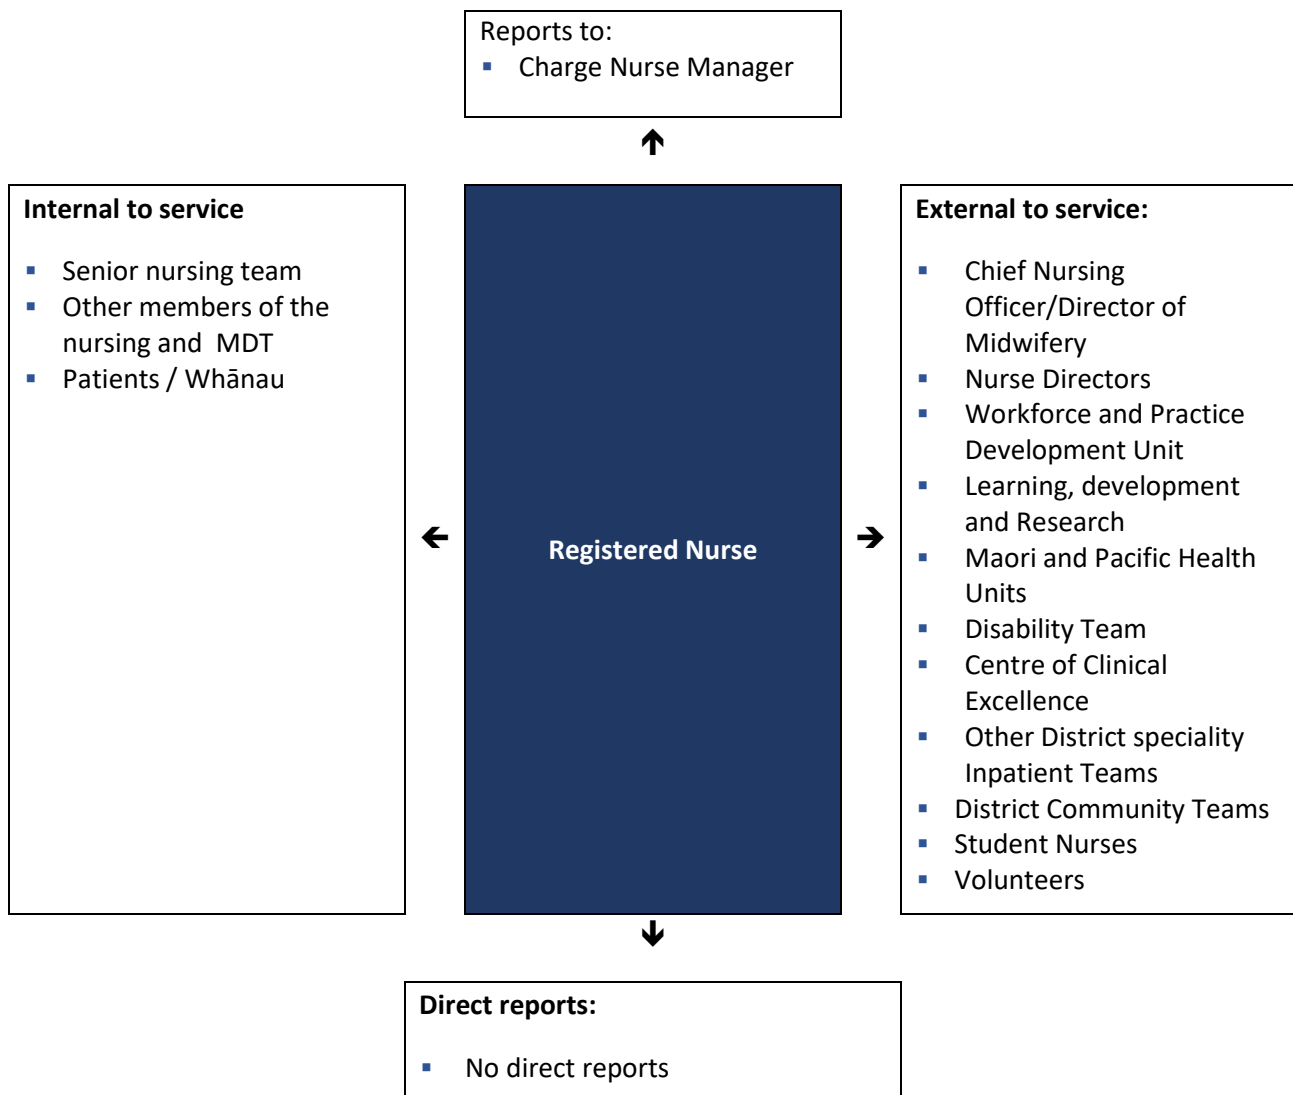 Reports to:
▪ Charge Nurse Manager
Internal to service
▪ Senior nursing team
▪ Other members of the
nursing and  MDT
▪ Patients / Whānau
Registered Nurse
External to service:
▪ Chief Nursing
Officer/Director of
Midwifery
▪ Nurse Directors
▪ Workforce and Practice
Development Unit
▪ Learning, development
and Research
▪ Maori and Pacific Health
Units
▪ Disability Team
▪ Centre of Clinical
Excellence
▪ Other District speciality
Inpatient Teams
▪ District Community Teams
▪ Student Nurses
▪ Volunteers
Direct reports:
▪ No direct reports